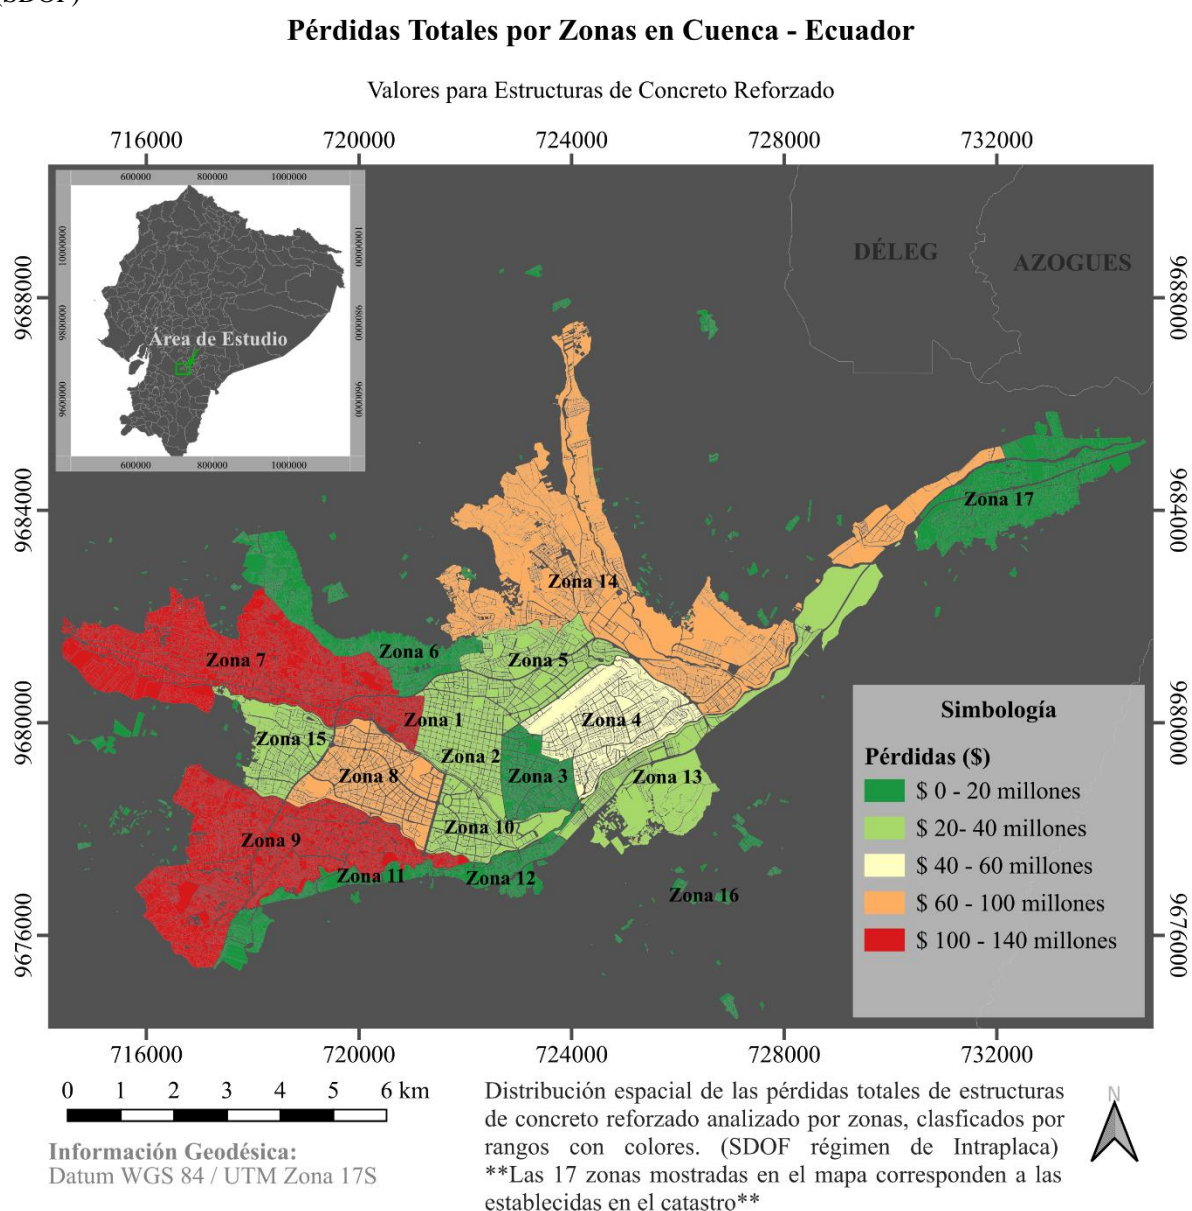 (SDOF)
Pérdidas Totales por Zonas en Cuenca - Ecuador
Valores para Estructuras de Concreto Reforzado
716000 720000 724000 728000 732000
600000 800000 1000000
10000000 10000000
9800000 9800000
9600000 9600000
Área de Estudio
600000 800000 1000000
DÉLEG
AZOGUES
9688000 9688000
9684000 9684000
9680000 9680000
9676000 9676000
Zona 17
Zona 14
Zona 6
Zona 5
Zona 7
Zona 1
Zona 4
Zona 15
Zona 2
Zona 8
Zona 3
Zona 13
Zona 10
Zona 9
Zona 11
Zona 12
Zona 16
Simbología
Pérdidas ($)
$ 0 - 20 millones
$ 20- 40 millones
$ 40 - 60 millones
$ 60 - 100 millones
$ 100 - 140 millones
716000 720000 724000 728000 732000
0 1 2 3 4 5 6 km
Información Geodésica:
Datum WGS 84 / UTM Zona 17S
Distribución espacial de las pérdidas totales de estructuras
de concreto reforzado analizado por zonas, clasficados por
rangos con colores. (SDOF régimen de Intraplaca)
**Las 17 zonas mostradas en el mapa corresponden a las
establecidas en el catastro**
N